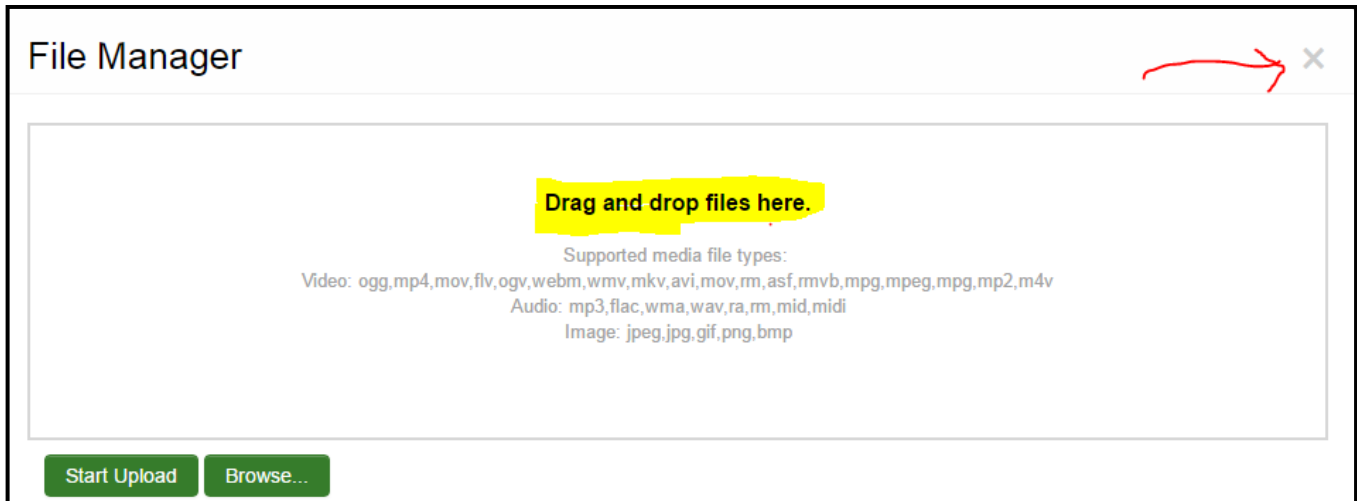 File Manager
Drag and drop files here.
Supported media file types:
Video: ogg,mp4,mov,flv,ogv,webm,wmv,mkv,avi,mov,rm,asf,rmvb,mpg,mpeg,mpg,mp2,m4v
Audio: mp3,flac,wma,wav,ra,rm,mid,midi
Image: jpeg,jpg,gif,png,bmp
Start Upload Browse...